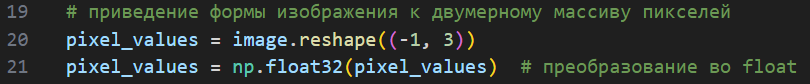 19 # приведение формы изображения к двумерному массиву пикселей
20 pixel_values = image.reshape((-1, 3))
21 pixel_values = np.float32(pixel_values)  # преобразование во float